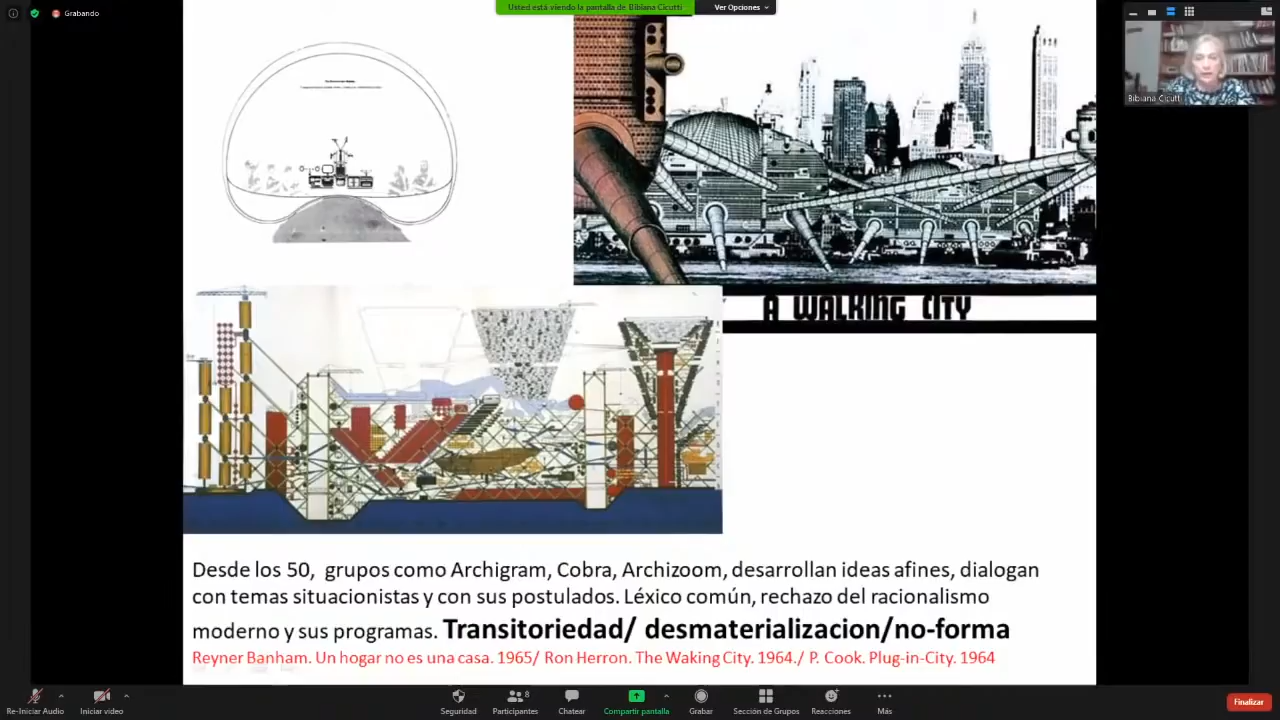 Grabando
Usted está viendo la pantalla de Bibiana Cicutti
Ver Opciones
Bibiana Cicutti
A WALKING CITY
Desde los 50, grupos como Archigram, Cobra, Archizoom, desarrollan ideas afines, dialogan
con temas situacionistas y con sus postulados. Léxico común, rechazo del racionalismo
moderno y sus programas. Transitoriedad/ desmaterializacion/no-forma
Reyner Banham. Un hogar no es una casa. 1965/ Ron Herron. The Waking City. 1964./ P. Cook. Plug-in-City. 1964
Re-Iniciar Audio
Iniciar video
Seguridad
Participantes
8
Chatear
Compartir pantalla
Grabar
Sección de Grupos
Reacciones
Más
Finalizar